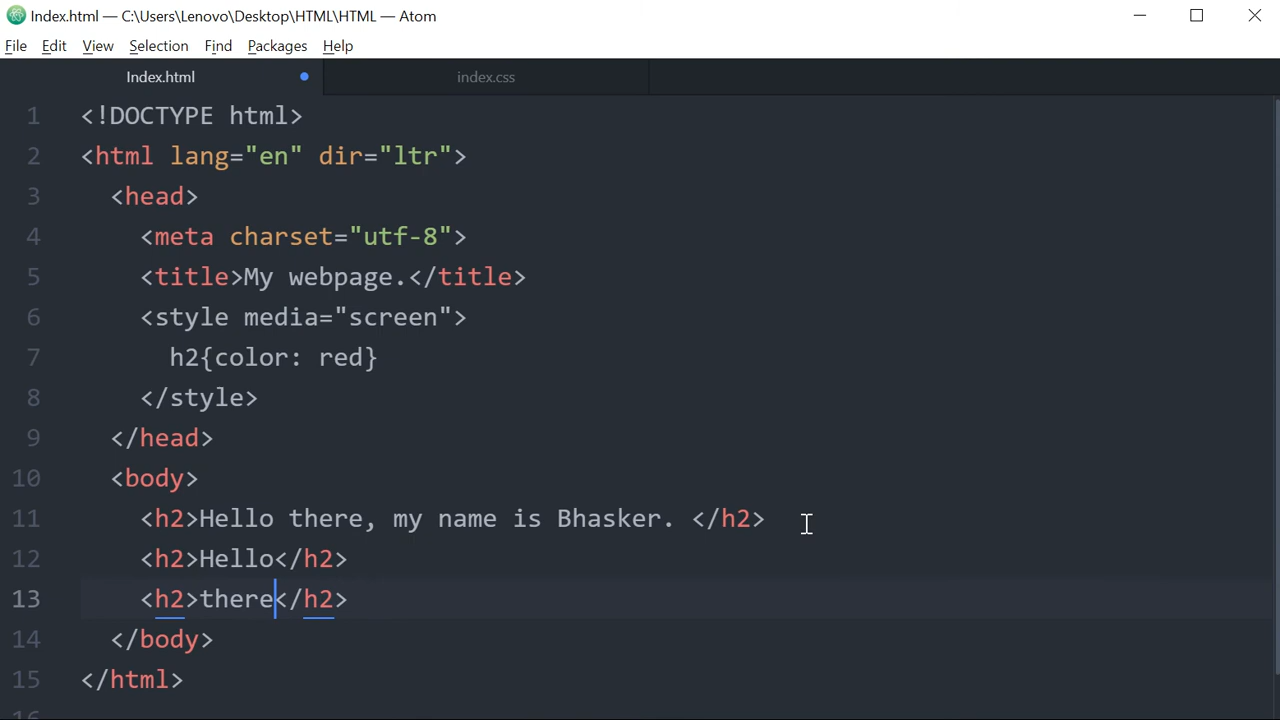 Index.html — C:\Users\Lenovo\Desktop\HTML\HTML — Atom
File Edit View Selection Find Packages Help
Index.html index.css
1 <!DOCTYPE html>
2 <html lang="en" dir="ltr">
3 <head>
4 <meta charset="utf-8">
5 <title>My webpage.</title>
6 <style media="screen">
7 h2{color: red}
8 </style>
9 </head>
10 <body>
11 <h2>Hello there, my name is Bhasker. </h2>
12 <h2>Hello</h2>
13 <h2>there</h2>
14 </body>
15 </html>
16